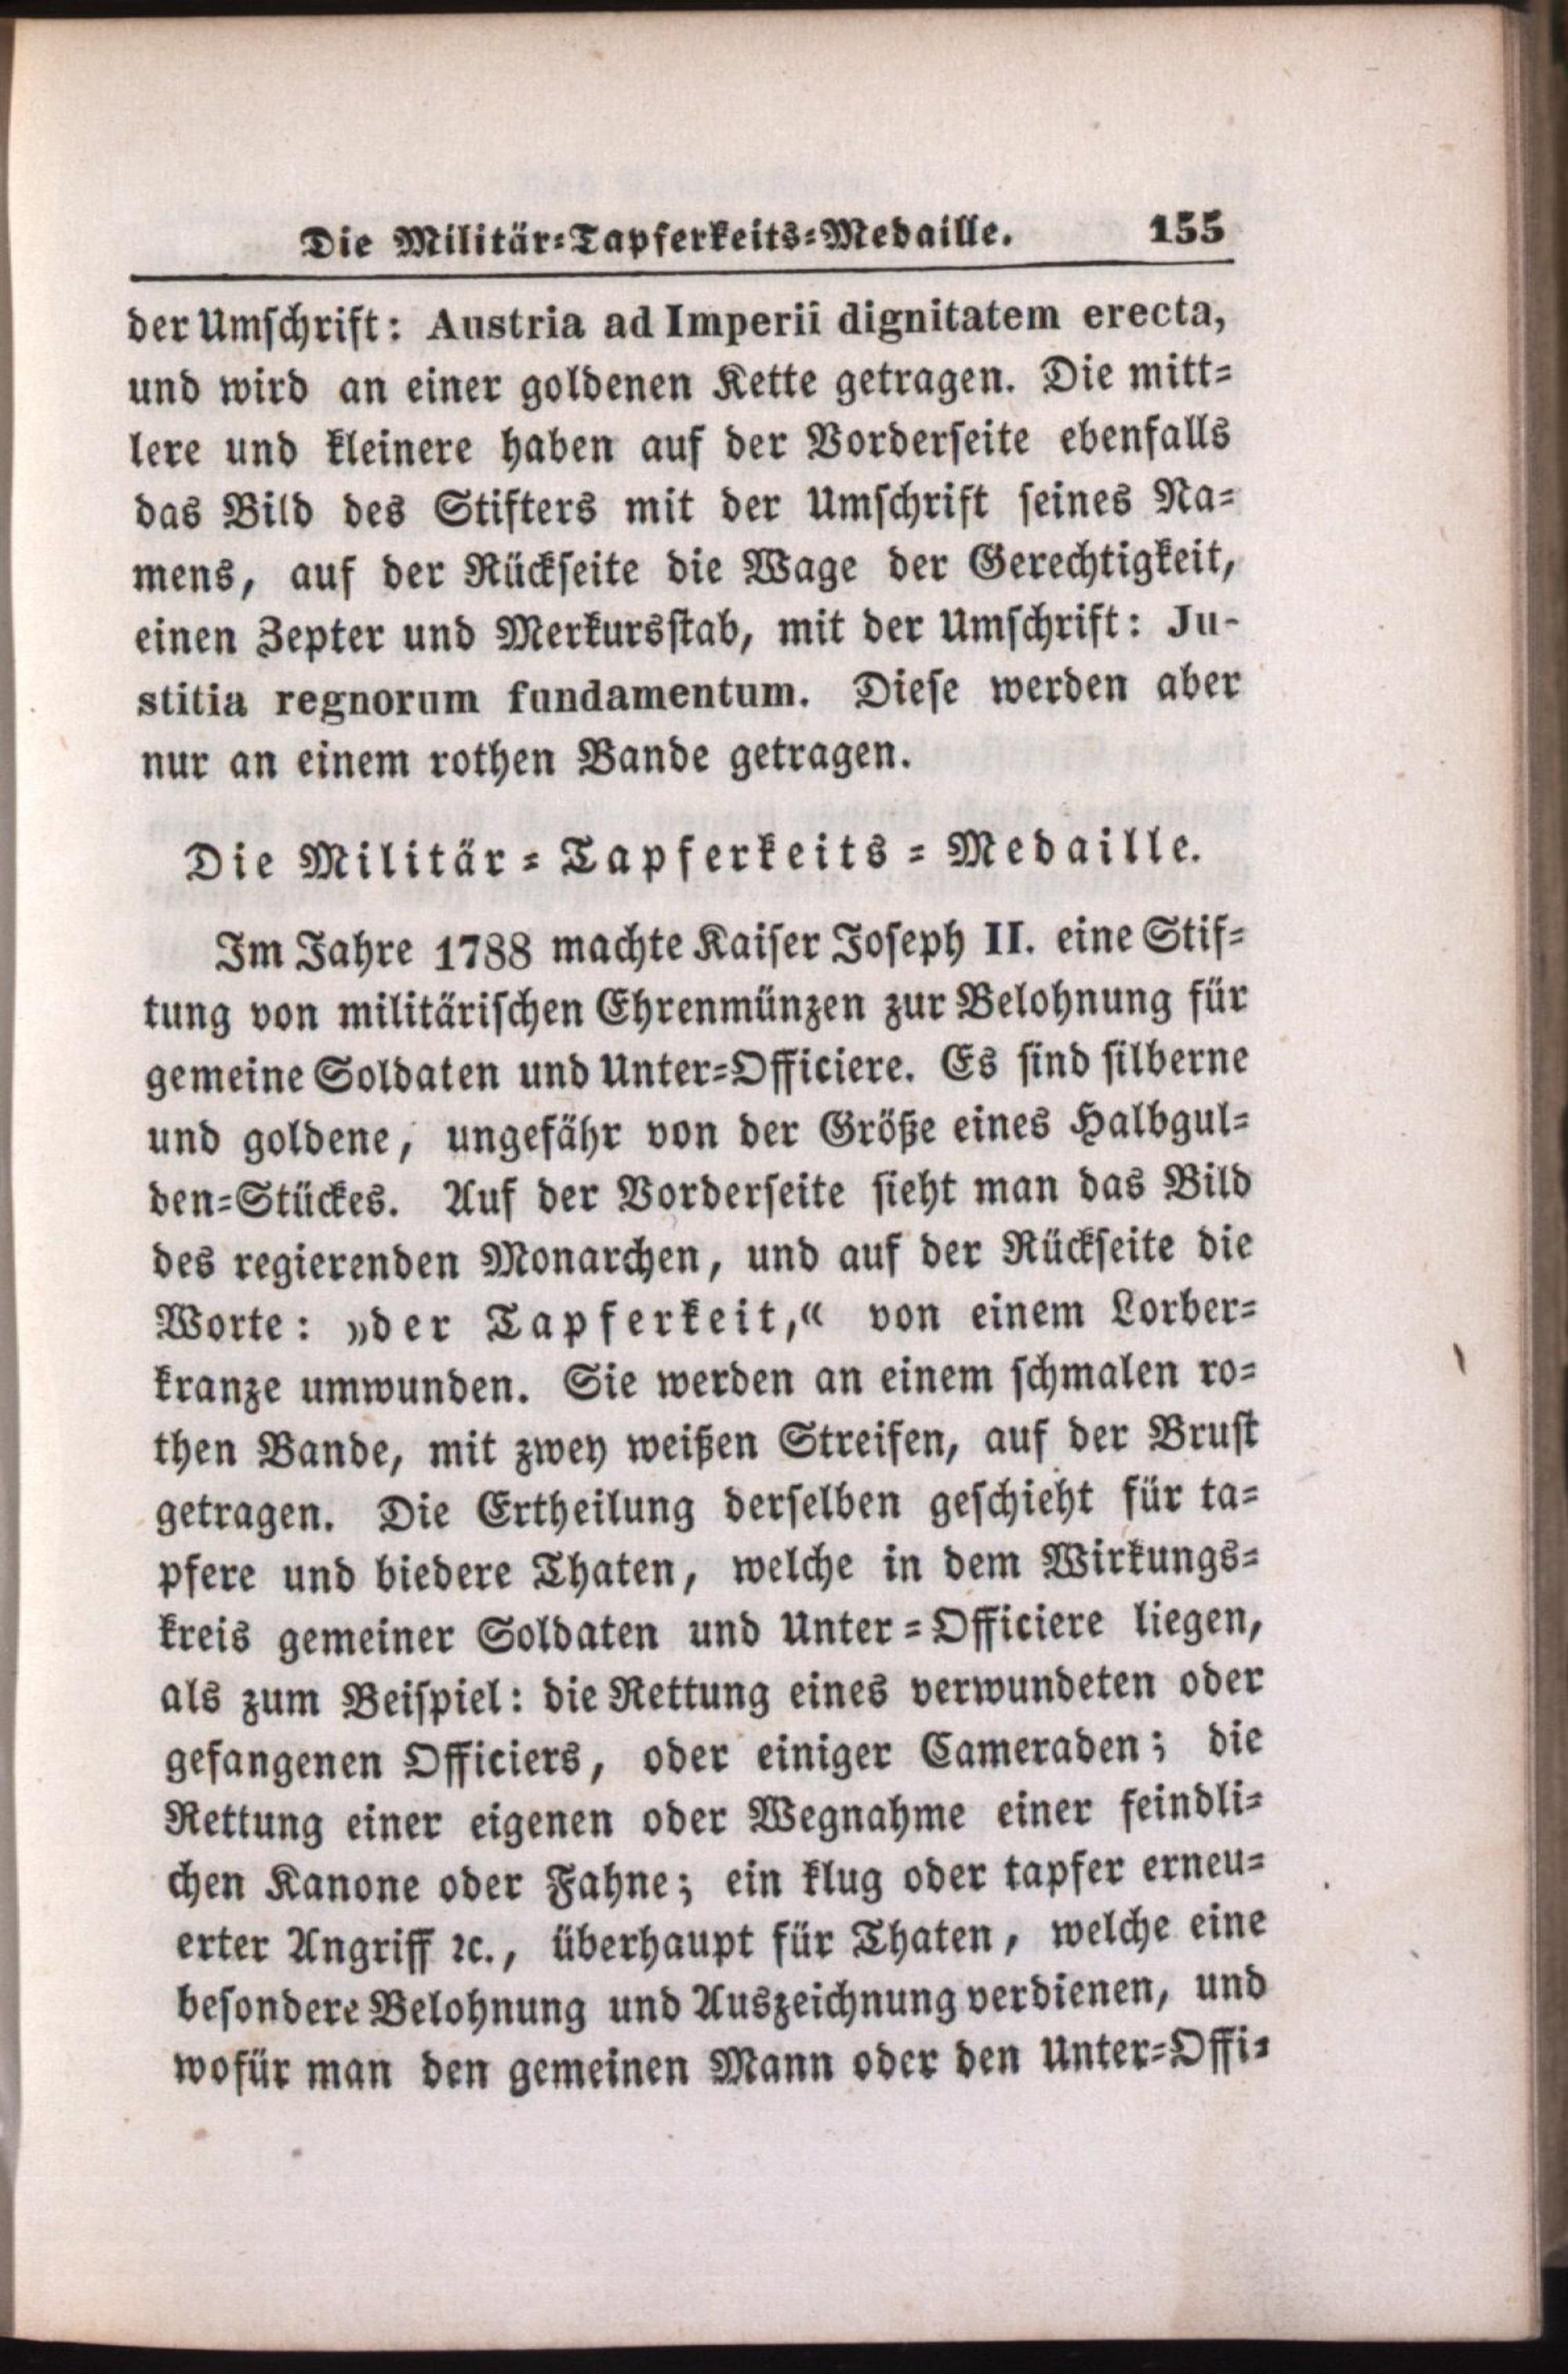 Die Militär=Tapferkeits=Medaille. 155
der Umschrift: Austria ad Imperii dignitatem erecta,
und wird an einer goldenen Kette getragen. Die mitt=
lere und kleinere haben auf der Vorderseite ebenfalls
das Bild des Stifters mit der Umschrift seines Na=
mens, auf der Rückseite die Wage der Gerechtigkeit,
einen Zepter und Merkursstab, mit der Umschrift: Ju-
stitia regnorum fundamentum. Diese werden aber
nur an einem rothen Bande getragen.
Die Militär=Tapferkeits=Medaille.
Im Jahre 1788 machte Kaiser Joseph II. eine Stif=
tung von militärischen Ehrenmünzen zur Belohnung für
gemeine Soldaten und Unter=Officiere. Es sind silberne
und goldene, ungefähr von der Größe eines Halbgul=
den=Stückes. Auf der Vorderseite sieht man das Bild
des regierenden Monarchen, und auf der Rückseite die
Worte: »der Tapferkeit,« von einem Lorber=
kranze umwunden. Sie werden an einem schmalen ro=
then Bande, mit zwey weißen Streifen, auf der Brust
getragen. Die Ertheilung derselben geschieht für ta=
pfere und biedere Thaten, welche in dem Wirkungs=
kreis gemeiner Soldaten und Unter=Officiere liegen,
als zum Beispiel: die Rettung eines verwundeten oder
gefangenen Officiers, oder einiger Cameraden; die
Rettung einer eigenen oder Wegnahme einer feindli=
chen Kanone oder Fahne; ein klug oder tapfer erneu=
erter Angriff ꝛc., überhaupt für Thaten, welche eine
besondere Belohnung und Auszeichnung verdienen, und
wofür man den gemeinen Mann oder den Unter=Offi=